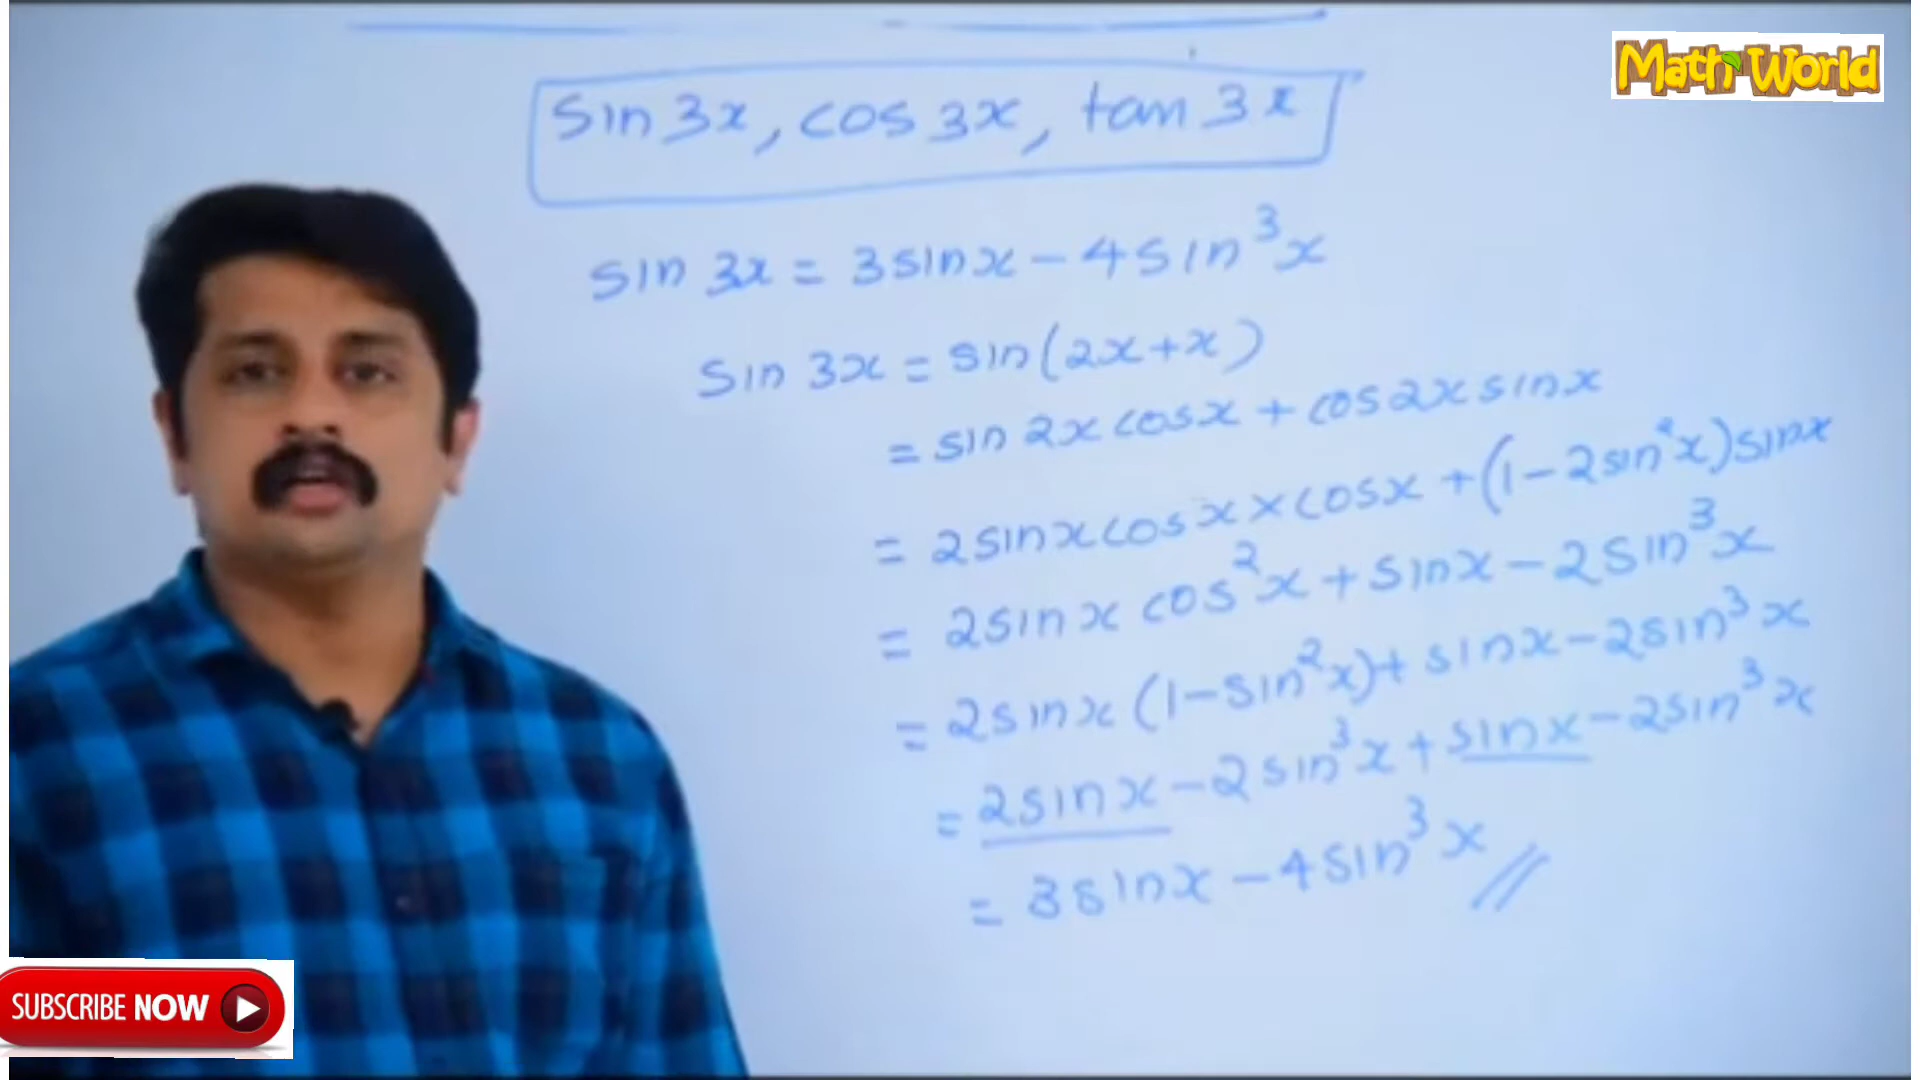 Math World
sin 3x, cos 3x, tan 3x
sin 3x = 3sinx - 4sin³x
sin 3x = sin(2x+x)
= sin 2x cosx + cos2x sinx
= 2sinx cosx × cosx + (1-2sin²x)sinx
= 2sinx cos²x + sinx - 2sin³x
= 2sinx (1-sin²x)+ sinx - 2sin³x
= 2sinx - 2sin³x + sinx - 2sin³x
= 3sinx - 4sin³x //
SUBSCRIBE NOW